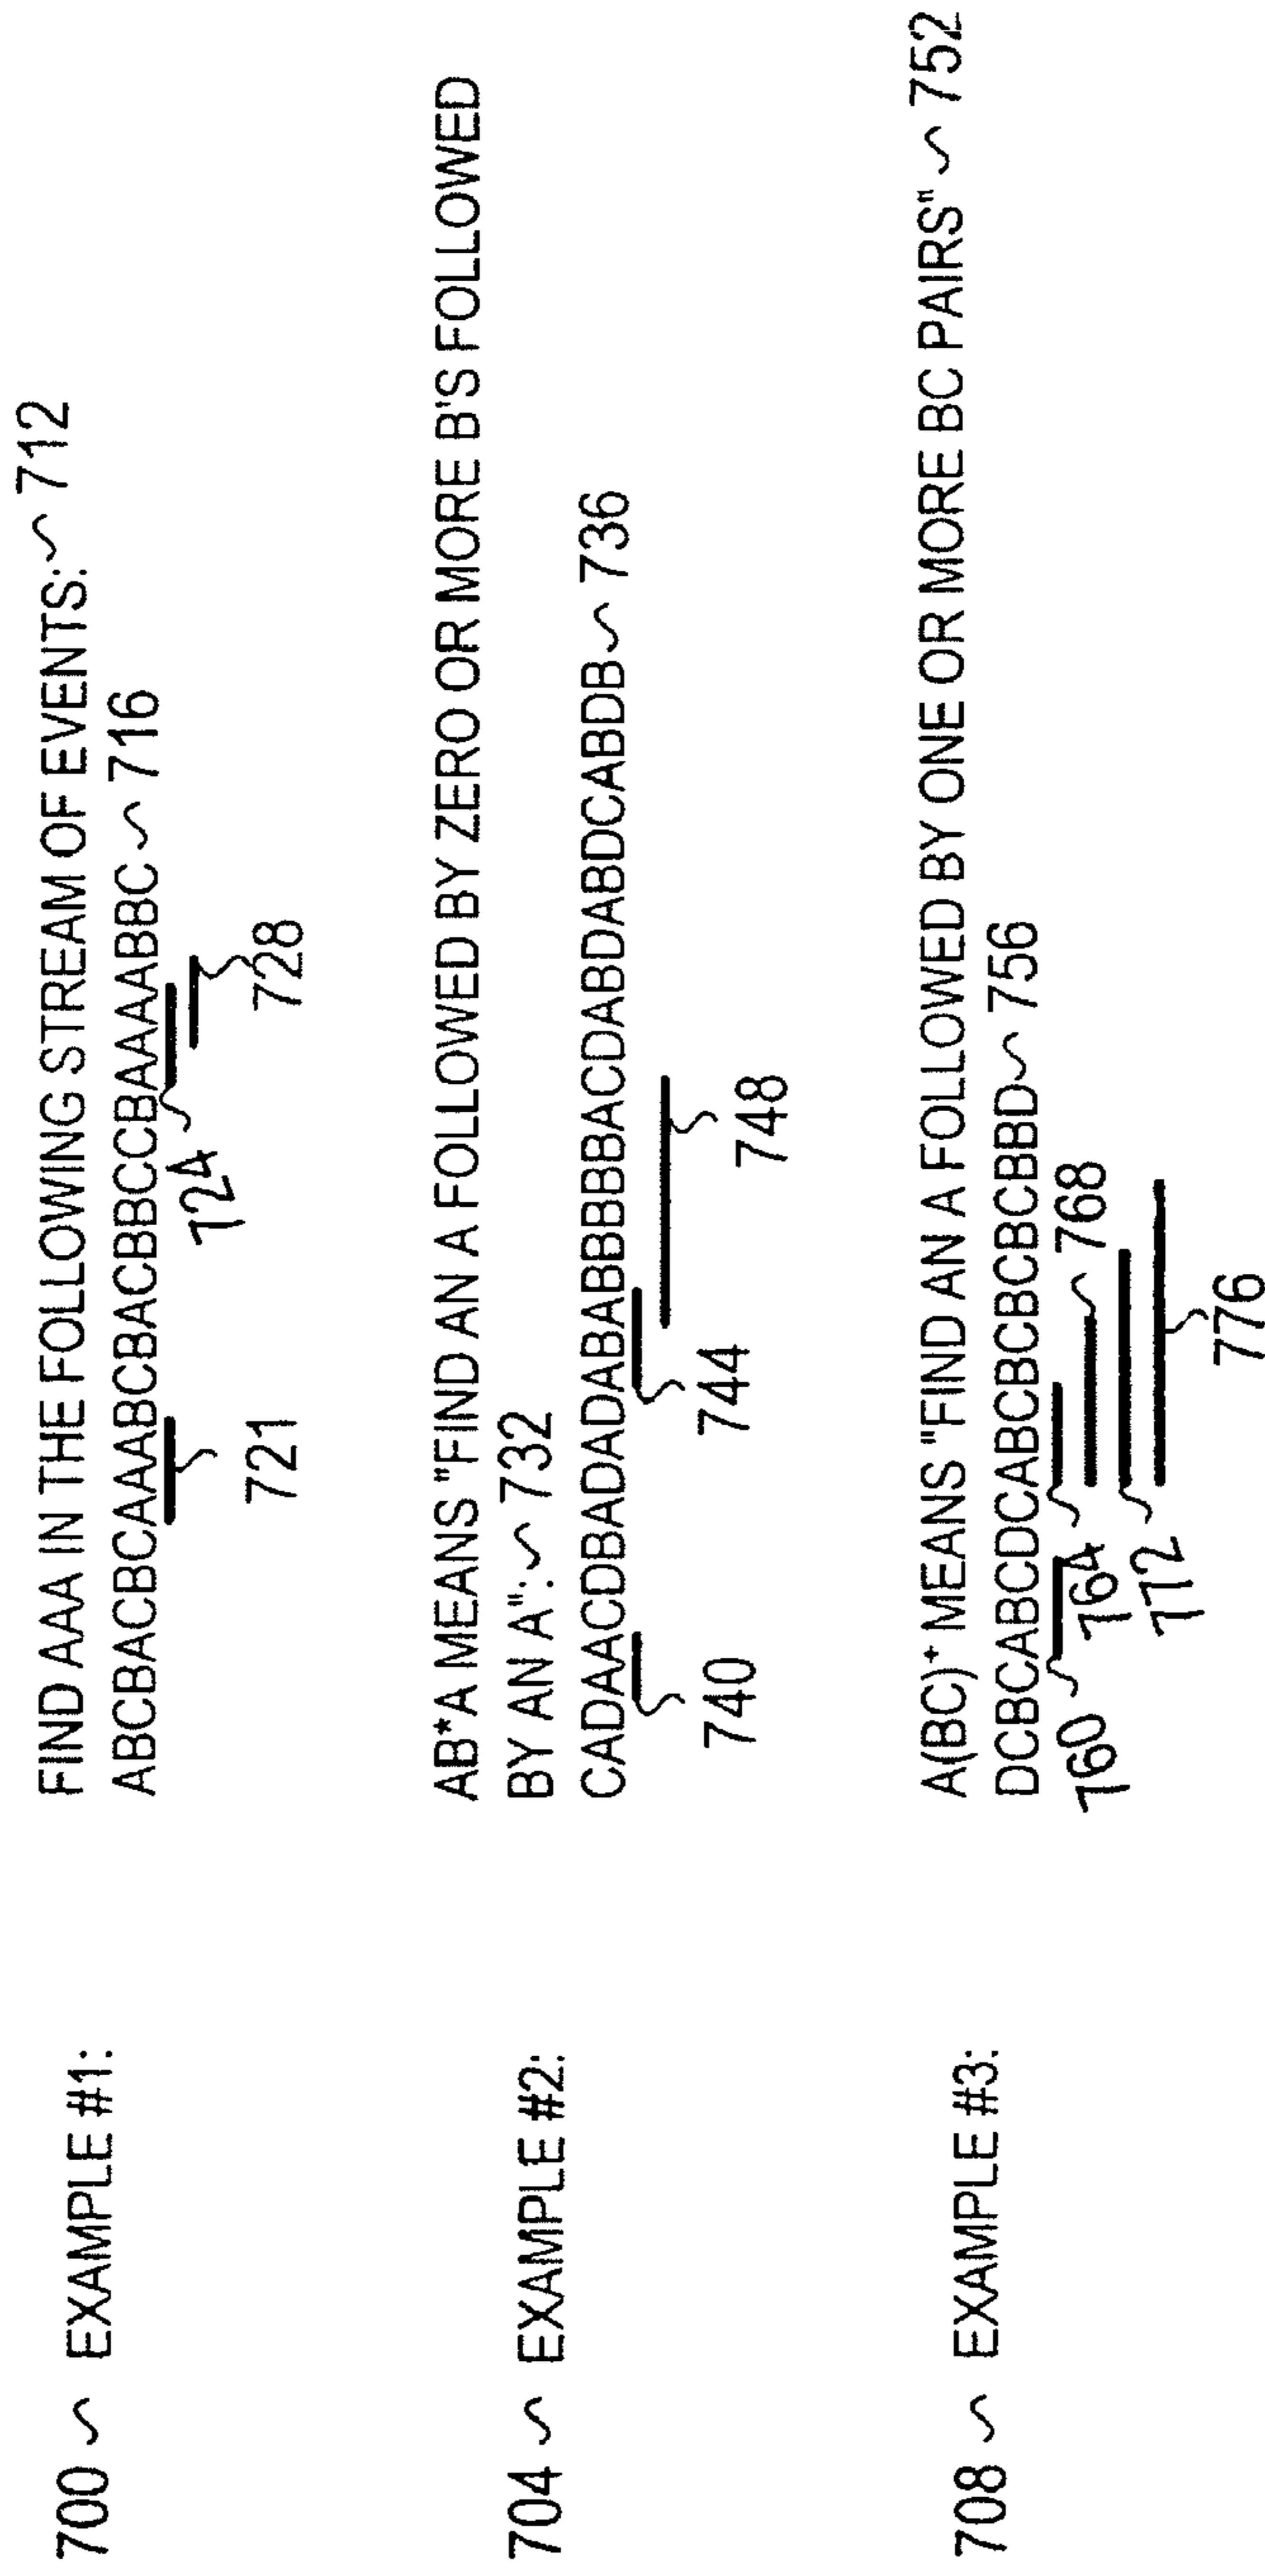 FIND AAA IN THE FOLLOWING STREAM OF EVENTS: ~ 712
700 ~ EXAMPLE #1:
ABCBACBCAAABCBACBBCCBAAAABBC ~ 716
724
721
728
AB*A MEANS "FIND AN A FOLLOWED BY ZERO OR MORE B'S FOLLOWED
704 ~ EXAMPLE #2:
BY AN A": ~ 732
CADAACDBADADABABBBBBACDABDABDCABDB ~ 736
740
744
748
A(BC)+ MEANS "FIND AN A FOLLOWED BY ONE OR MORE BC PAIRS" ~ 752
708 ~ EXAMPLE #3:
DCBCABCDCABCBCBCBCBBD ~ 756
760
764
768
772
776